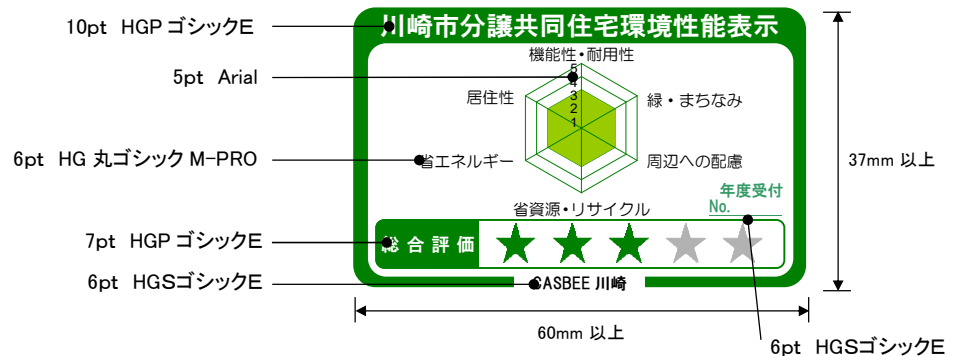 10pt HGP ゴシックE
川崎市分譲共同住宅環境性能表示
機能性・耐用性
5pt Arial
5
4
3
2
1
居住性
緑・まちなみ
6pt HG 丸ゴシック M-PRO
省エネルギー
周辺への配慮
37mm 以上
年度受付
No.
省資源・リサイクル
7pt HGP ゴシックE
総合評価
6pt HGSゴシックE
CASBEE 川崎
60mm 以上
6pt HGSゴシックE